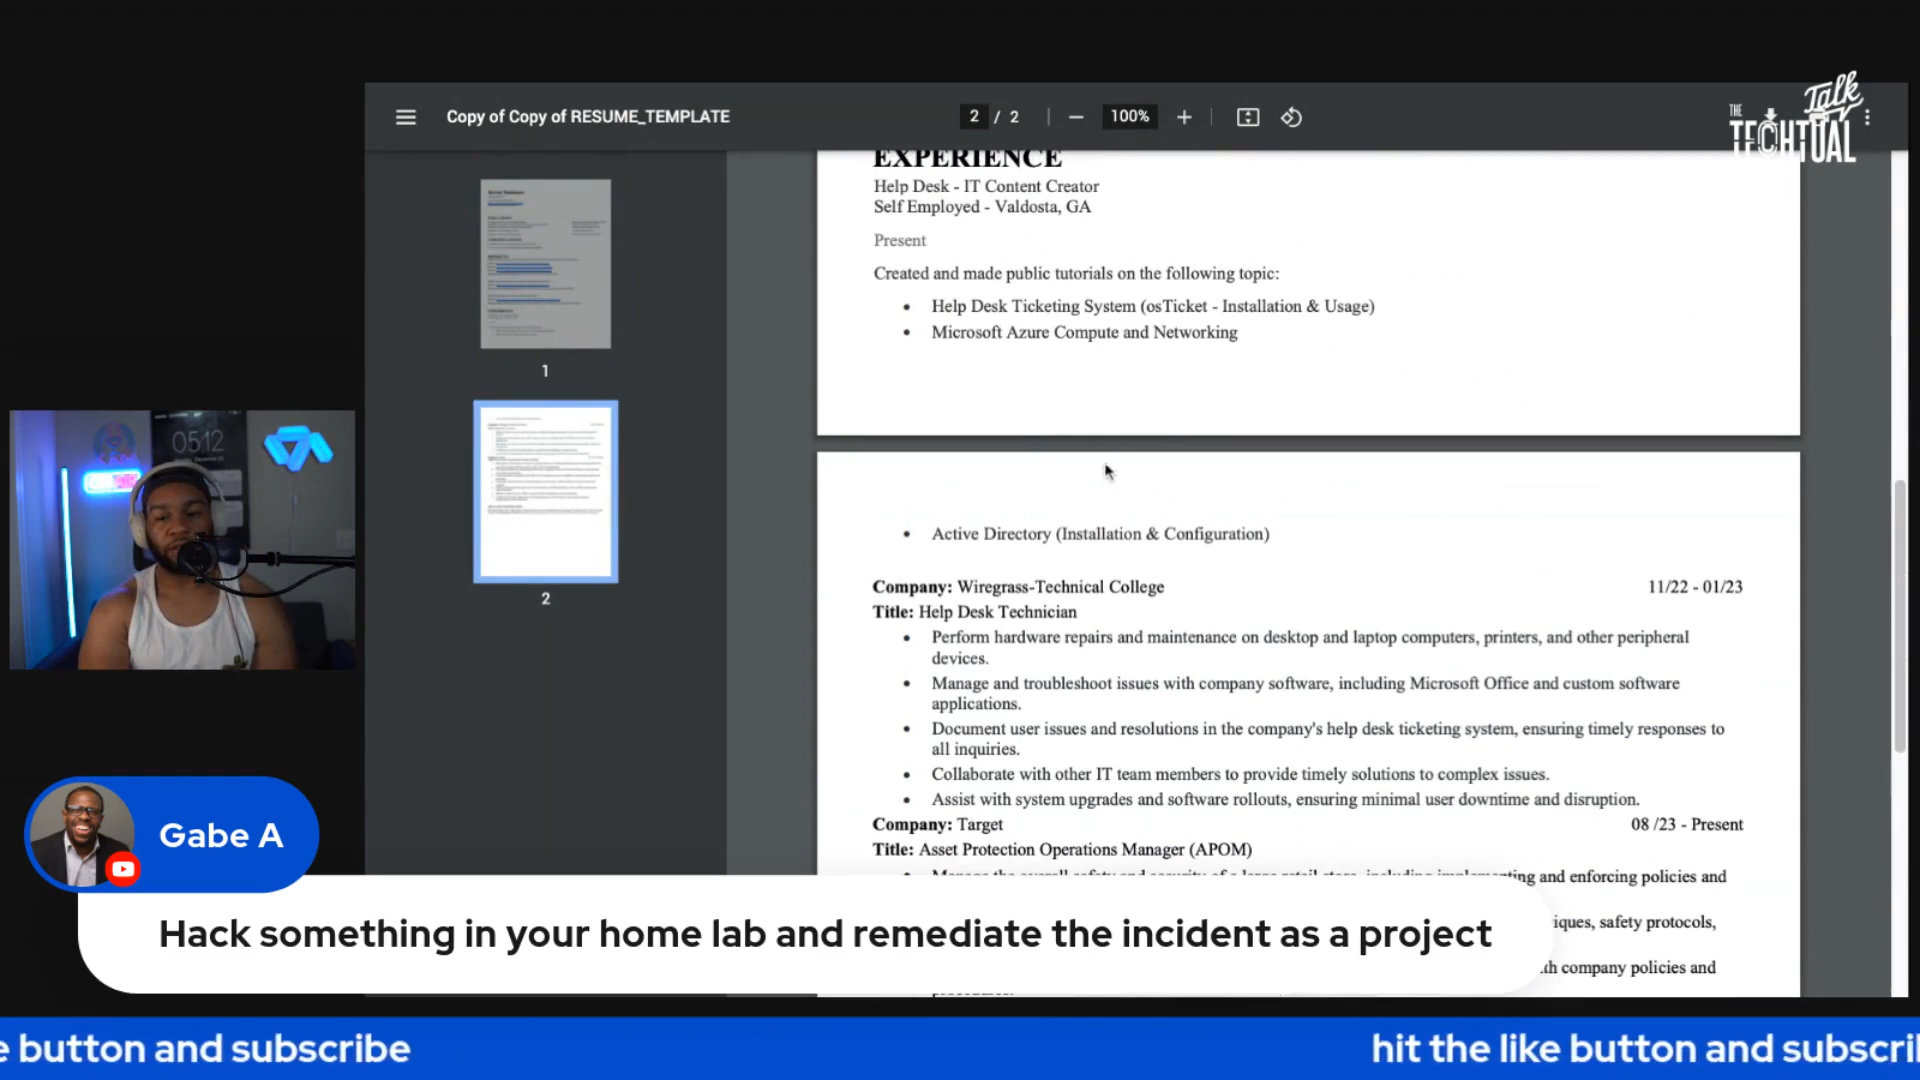 Copy of Copy of RESUME_TEMPLATE
2 / 2
100%
THE TECHTUAL Talk
EXPERIENCE
Help Desk - IT Content Creator
Self Employed - Valdosta, GA
Present
Created and made public tutorials on the following topic:
• Help Desk Ticketing System (osTicket - Installation & Usage)
• Microsoft Azure Compute and Networking
1
2
05:12
• Active Directory (Installation & Configuration)
Company: Wiregrass-Technical College 11/22 - 01/23
Title: Help Desk Technician
• Perform hardware repairs and maintenance on desktop and laptop computers, printers, and other peripheral
devices.
• Manage and troubleshoot issues with company software, including Microsoft Office and custom software
applications.
• Document user issues and resolutions in the company's help desk ticketing system, ensuring timely responses to
all inquiries.
• Collaborate with other IT team members to provide timely solutions to complex issues.
• Assist with system upgrades and software rollouts, ensuring minimal user downtime and disruption.
Company: Target 08 /23 - Present
Title: Asset Protection Operations Manager (APOM)
and enforcing policies and
safety protocols,
company policies and
Gabe A
Hack something in your home lab and remediate the incident as a project
button and subscribe
hit the like button and